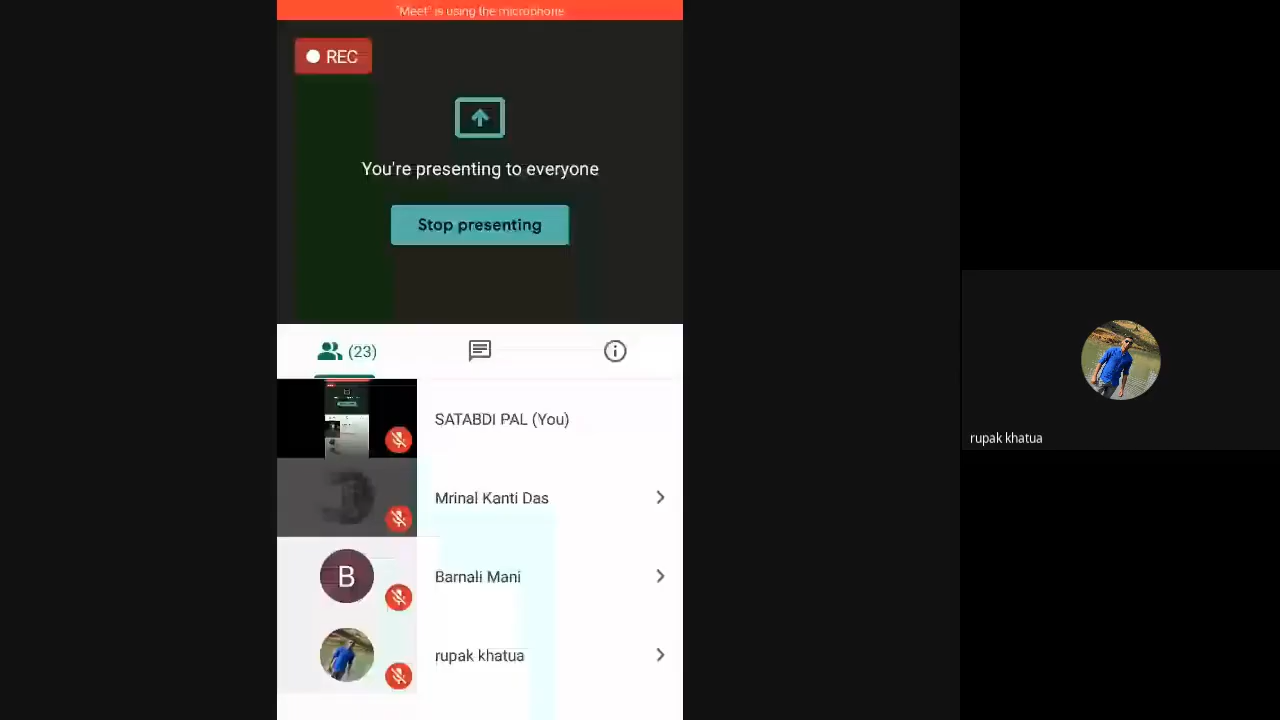 "Meet" is using the microphone
REC
You're presenting to everyone
Stop presenting
(23)
SATABDI PAL (You)
Mrinal Kanti Das
B
Barnali Mani
rupak khatua
rupak khatua